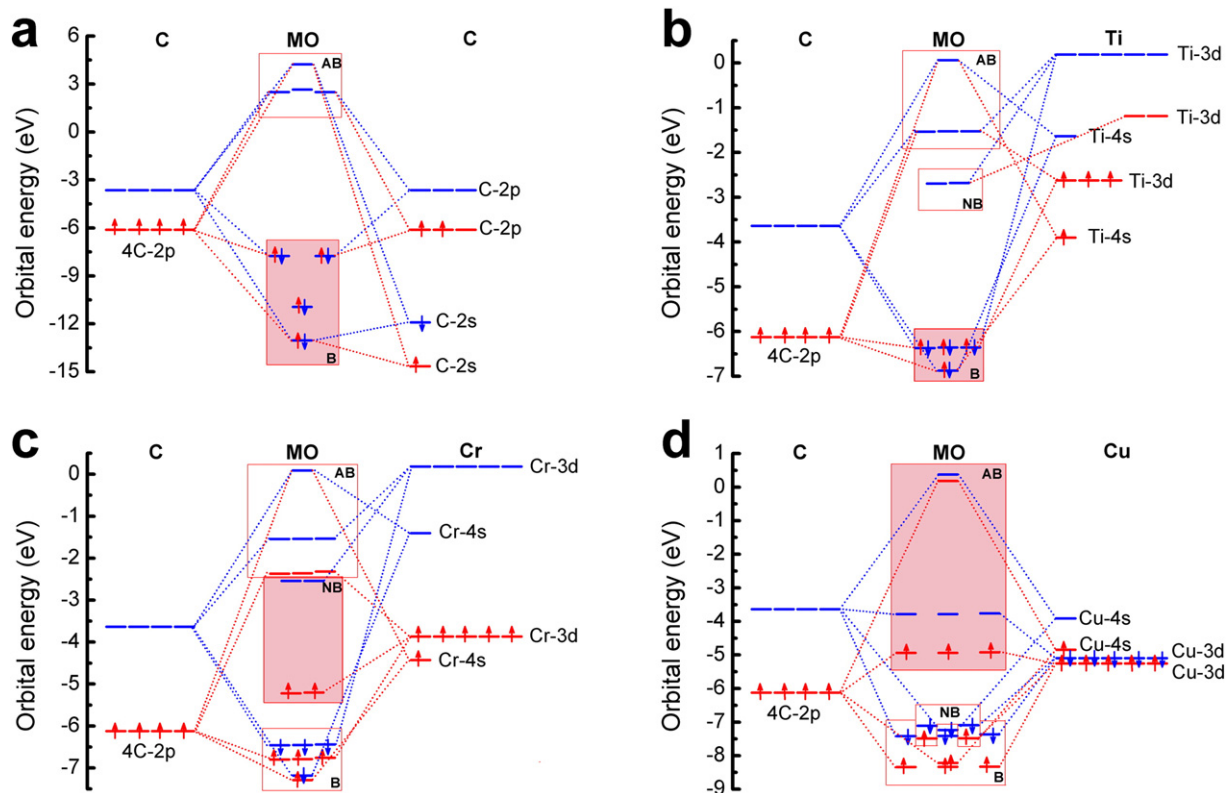 a
C MO C
Orbital energy (eV)
6
3
0
-3
-6
-9
-12
-15
AB
4C-2p
C-2p
C-2p
C-2s
C-2s
B
b
C MO Ti
Orbital energy (eV)
0
-1
-2
-3
-4
-5
-6
-7
AB
NB
4C-2p
Ti-3d
Ti-3d
Ti-4s
Ti-3d
Ti-4s
B
c
C MO Cr
Orbital energy (eV)
0
-1
-2
-3
-4
-5
-6
-7
AB
NB
4C-2p
Cr-3d
Cr-4s
Cr-3d
Cr-4s
B
d
C MO Cu
Orbital energy (eV)
1
0
-1
-2
-3
-4
-5
-6
-7
-8
-9
AB
4C-2p
Cu-4s
Cu-4s
Cu-3d
Cu-3d
NB
B